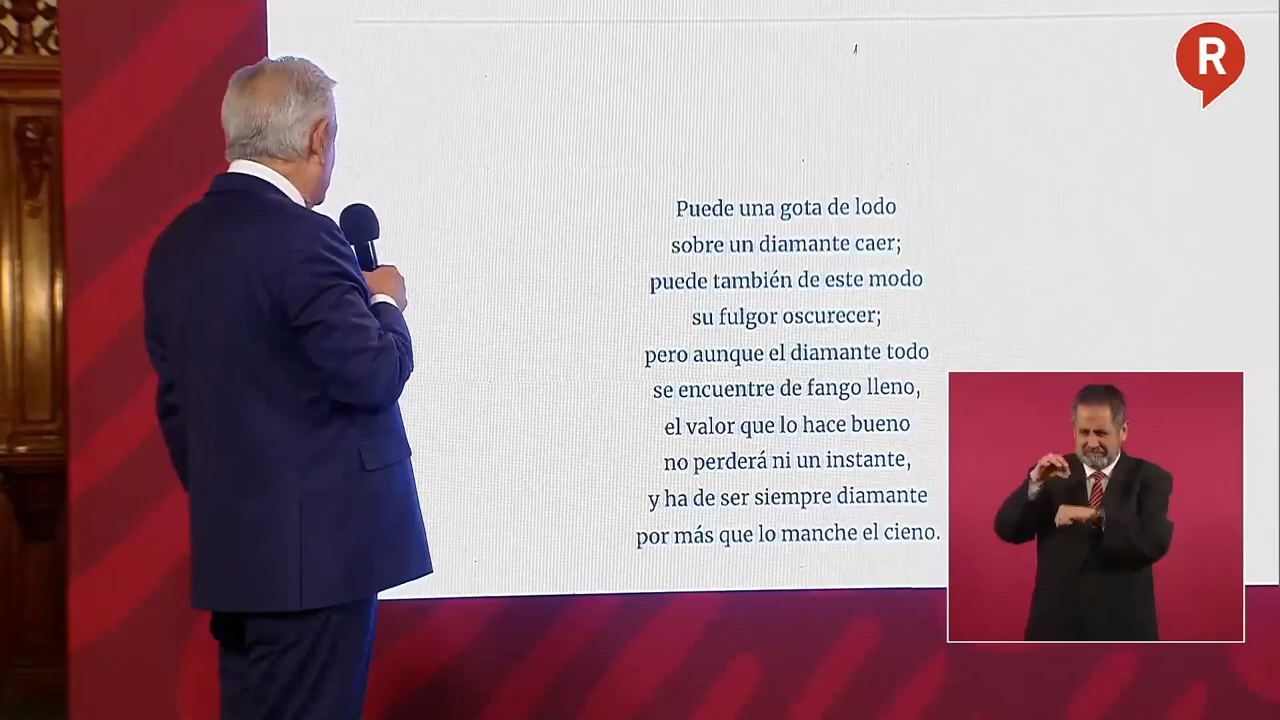 R
Puede una gota de lodo
sobre un diamante caer;
puede también de este modo
su fulgor oscurecer;
pero aunque el diamante todo
se encuentre de fango lleno,
el valor que lo hace bueno
no perderá ni un instante,
y ha de ser siempre diamante
por más que lo manche el cieno.